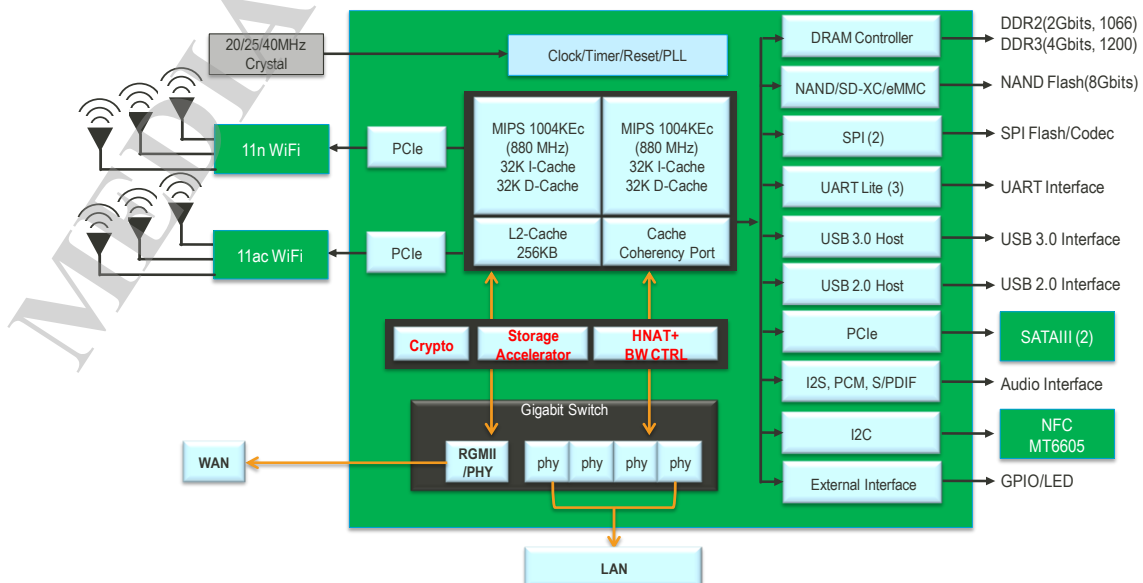 20/25/40MHz
Crystal
Clock/Timer/Reset/PLL
DRAM Controller
DDR2(2Gbits, 1066)
DDR3(4Gbits, 1200)
NAND/SD-XC/eMMC
NAND Flash(8Gbits)
MIPS 1004KEc
(880 MHz)
32K I-Cache
32K D-Cache
MIPS 1004KEc
(880 MHz)
32K I-Cache
32K D-Cache
11n WiFi
PCIe
SPI (2)
SPI Flash/Codec
UART Lite (3)
UART Interface
11ac WiFi
PCIe
L2-Cache
256KB
Cache
Coherency Port
USB 3.0 Host
USB 3.0 Interface
USB 2.0 Host
USB 2.0 Interface
Crypto
Storage
Accelerator
HNAT+
BW CTRL
PCIe
SATAIII (2)
I2S, PCM, S/PDIF
Audio Interface
Gigabit Switch
I2C
NFC
MT6605
WAN
RGMII
/PHY
phy
phy
phy
phy
External Interface
GPIO/LED
LAN
MEDIA